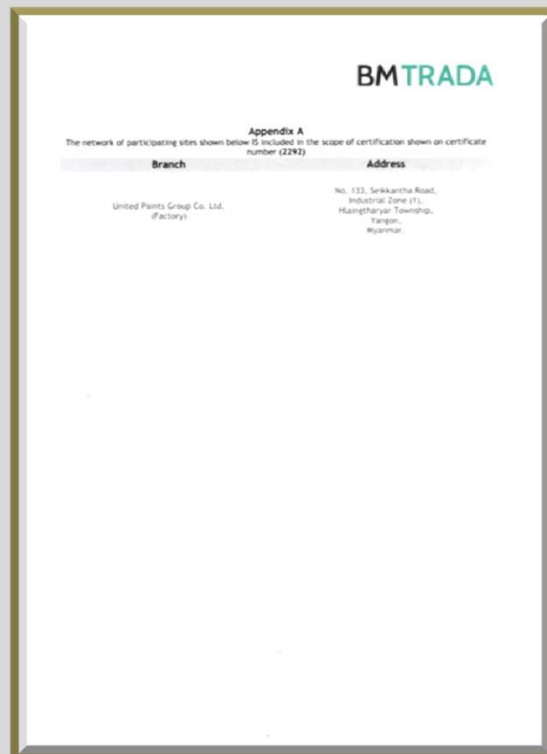 BMTRADA
Appendix A
The network of participating sites shown below IS included in the scope of certification shown on certificate
number (2292)
Branch Address
United Paints Group Co. Ltd.
(Factory)
No. 133, Seikkantha Road,
Industrial Zone (1),
Hlaingtharyar Township,
Yangon,
Myanmar.